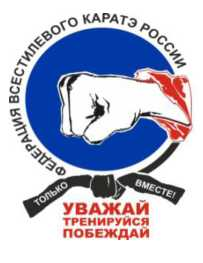 ФЕДЕРАЦИЯ ВСЕСТИЛЕВОГО КАРАТЭ РОССИИ
ТОЛЬКО ВМЕСТЕ!
УВАЖАЙ
ТРЕНИРУЙСЯ
ПОБЕЖДАЙ